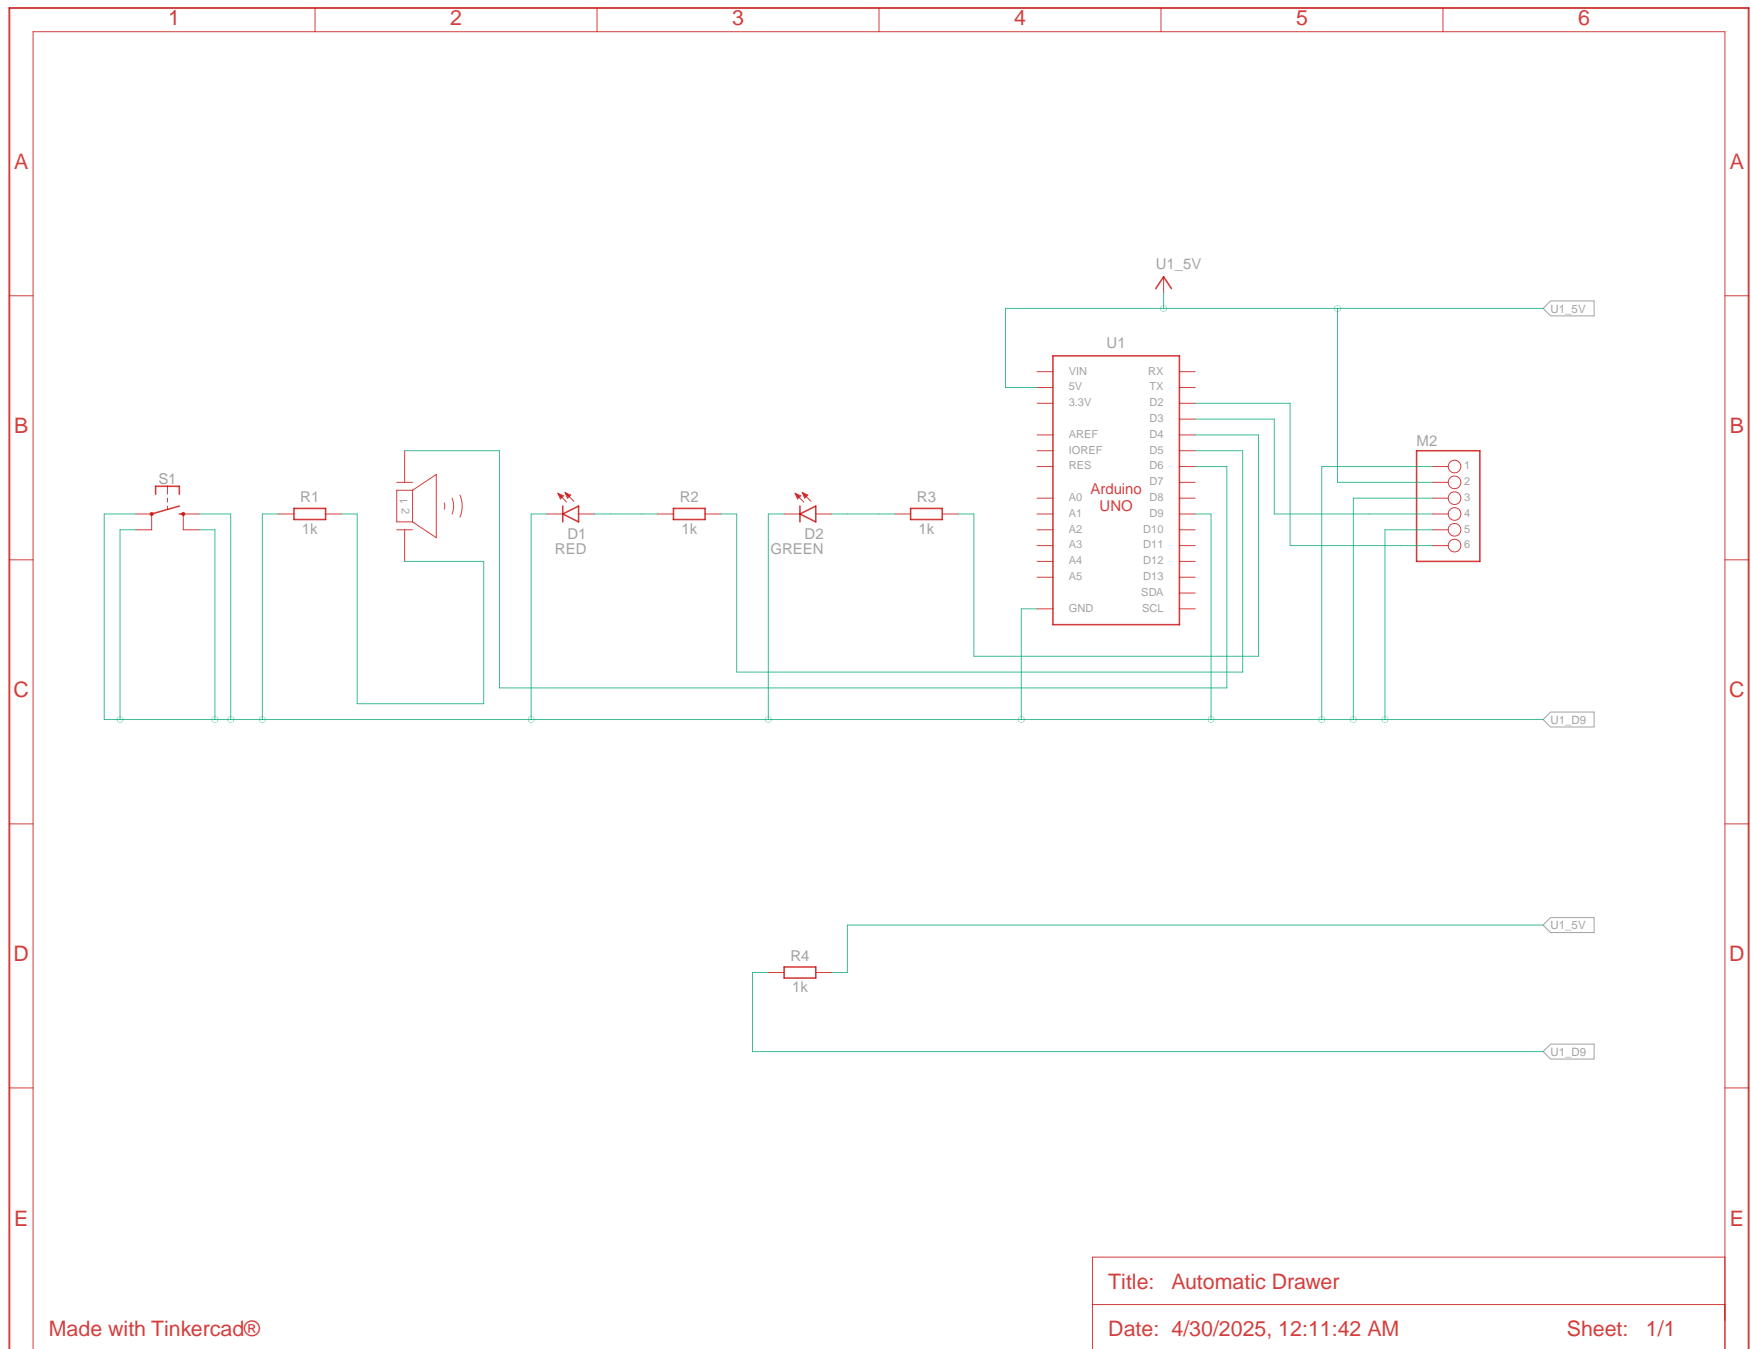 1 2 3 4 5 6
A A
U1_5V
U1_5V
U1
VIN RX
5V TX
3.3V D2
D3
AREF D4
B B
IOREF D5
M2
RES D6
1
S1
D7
2
Arduino
UNO
R1 R2 R3
A0 D8
3
1
2
A1 D9
4
1k 1k 1k
A2 D10
5
D1 D2
RED GREEN
A3 D11
6
A4 D12
A5 D13
SDA
GND SCL
C C
U1_D9
U1_5V
D D
R4
1k
U1_D9
E E
Title: Automatic Drawer
Made with Tinkercad®
Date: 4/30/2025, 12:11:42 AM Sheet: 1/1